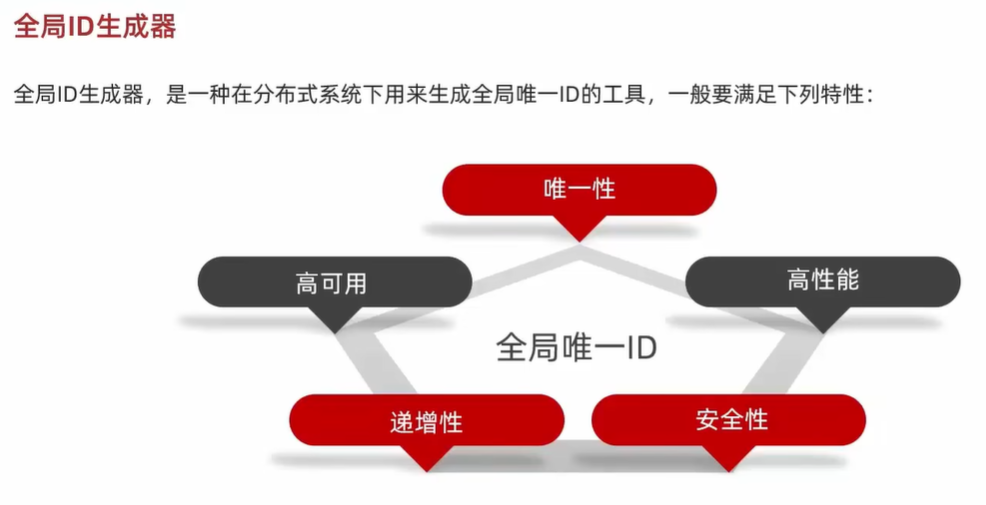 全局ID生成器
全局ID生成器，是一种在分布式系统下用来生成全局唯一ID的工具，一般要满足下列特性：
唯一性
高可用
高性能
全局唯一ID
递增性
安全性